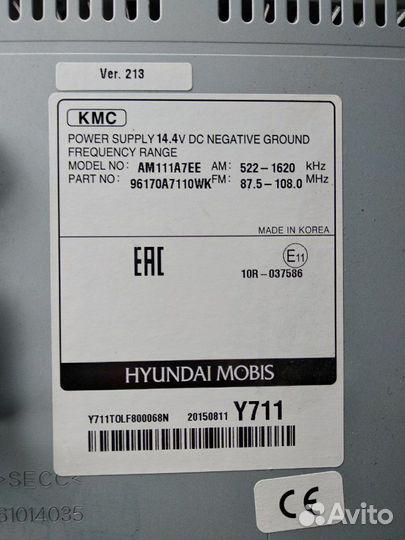 Ver. 213
KMC
POWER SUPPLY 14.4V DC NEGATIVE GROUND
FREQUENCY RANGE
MODEL NO: AM111A7EE AM: 522-1620 kHz
PART NO: 96170A7110WK FM: 87.5-108.0 MHz
MADE IN KOREA
EAC E11
10R-037586
HYUNDAI MOBIS
Y711TOLF800068N 20150811 Y711
>SECC<
61014035
CE
Avito